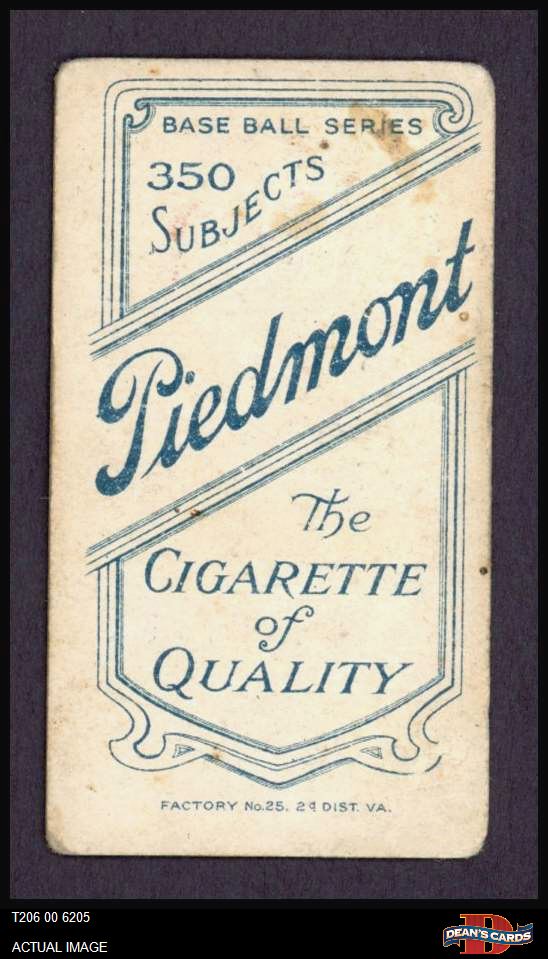 BASE BALL SERIES
350
SUBJECTS
Piedmont
The
CIGARETTE
of
QUALITY
FACTORY No.25. 2d DIST. VA.
T206 00 6205
ACTUAL IMAGE
D
DEAN'S CARDS